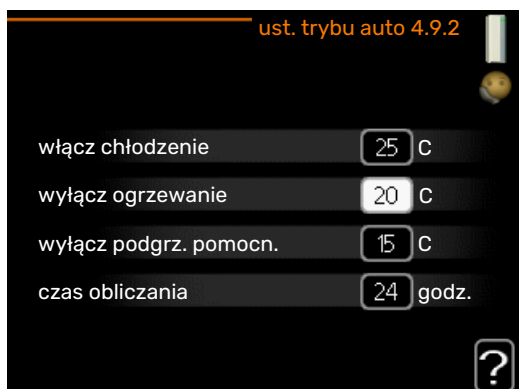 ust. trybu auto 4.9.2
włącz chłodzenie 25 C
wyłącz ogrzewanie 20 C
wyłącz podgrz. pomocn. 15 C
czas obliczania 24 godz.
?